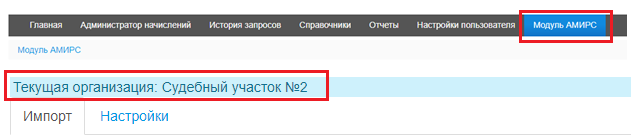 Главная Администратор начислений История запросов Справочники Отчеты Настройки пользователя Модуль АМИРС
Модуль АМИРС
Текущая организация: Судебный участок №2
Импорт Настройки